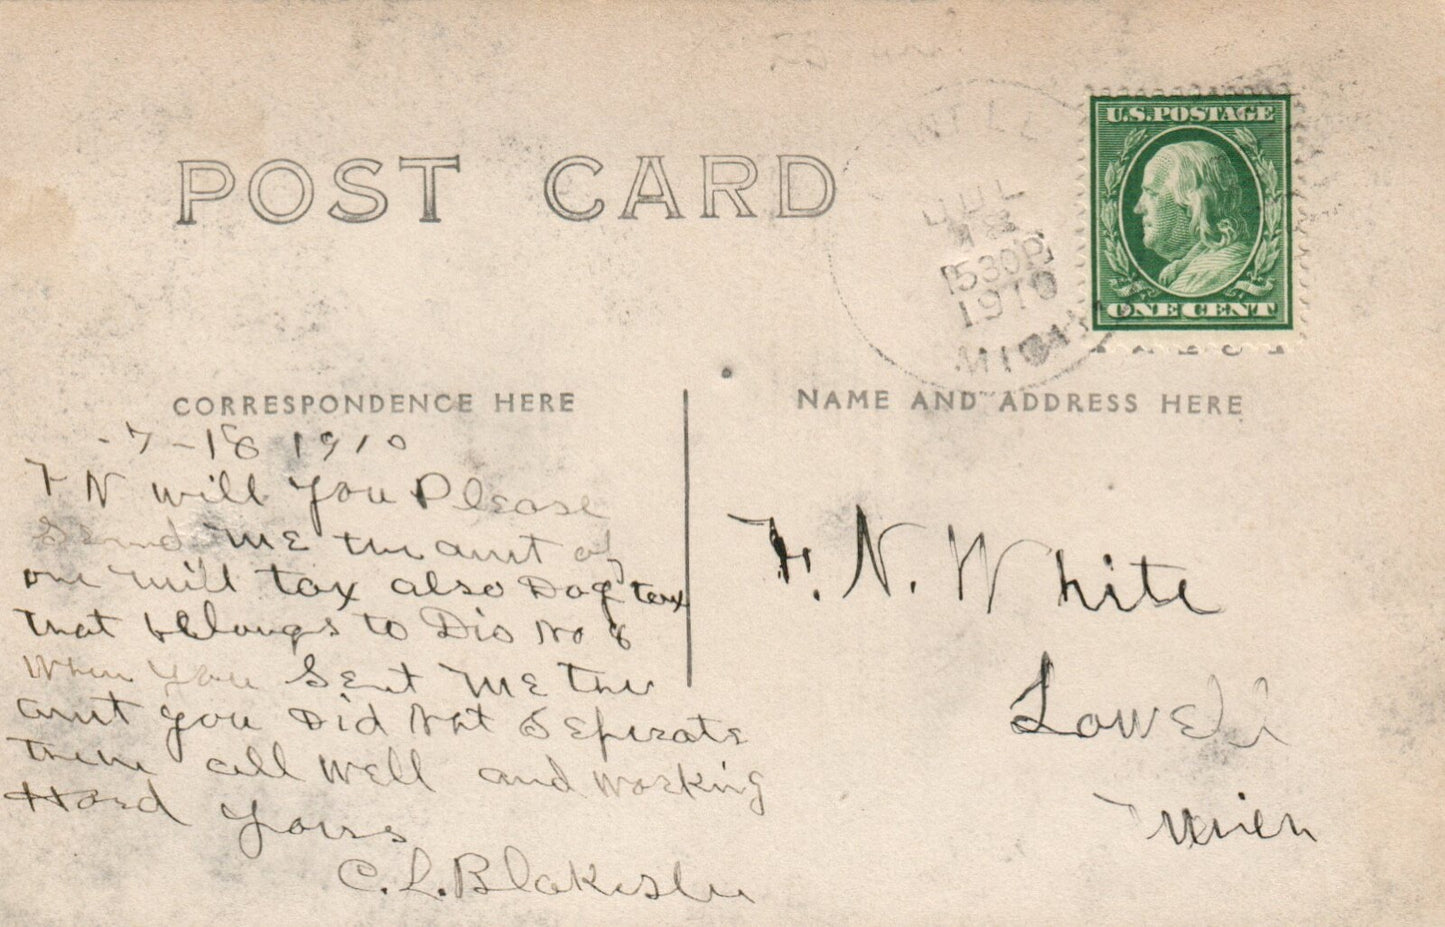 POST CARD
U.S. POSTAGE
ONE CENT
WELL
JUL
18
530P
1910
MICH.
CORRESPONDENCE HERE
NAME AND ADDRESS HERE
-7-18 1910
F N will You Please
Send ME the amt of
one mill tax also Dog tax
that belongs to Dis No 8
When You Sent ME the
amt you Did Not Seperate
them all well and working
Hard Yours
C. L. Blakeslee
F. N. White
Lowell
Mich